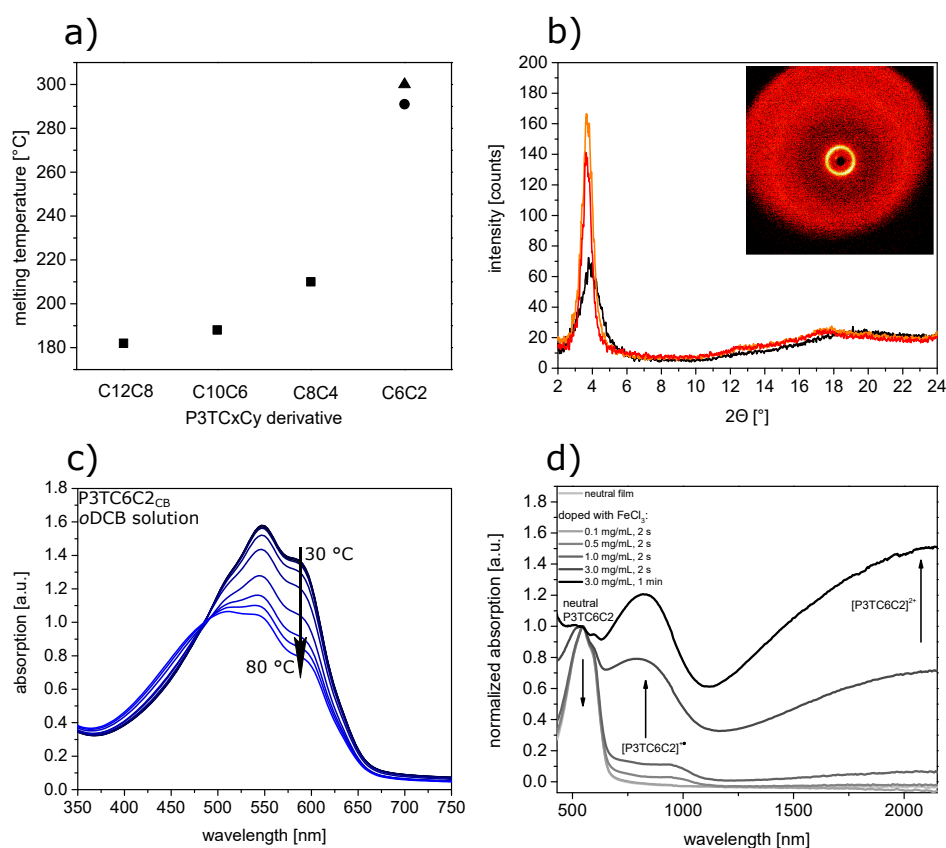 a)
300
280
260
240
220
200
180
melting temperature [°C]
C12C8 C10C6 C8C4 C6C2
P3TCxCy derivative
b)
200
180
160
140
120
100
80
60
40
20
0
intensity [counts]
2 4 6 8 10 12 14 16 18 20 22 24
2Θ [°]
c)
P3TC6C2CB
oDCB solution
30 °C
80 °C
1.8
1.6
1.4
1.2
1.0
0.8
0.6
0.4
0.2
0.0
absorption [a.u.]
350 400 450 500 550 600 650 700 750
wavelength [nm]
d)
neutral film
doped with FeCl3:
0.1 mg/mL, 2 s
0.5 mg/mL, 2 s
1.0 mg/mL, 2 s
3.0 mg/mL, 2 s
3.0 mg/mL, 1 min
neutral
P3TC6C2
[P3TC6C2]+•
[P3TC6C2]2+
1.8
1.7
1.5
1.4
1.2
1.1
0.9
0.8
0.6
0.4
0.3
0.2
0.0
normalized absorption [a.u.]
500 1000 1500 2000
wavelength [nm]